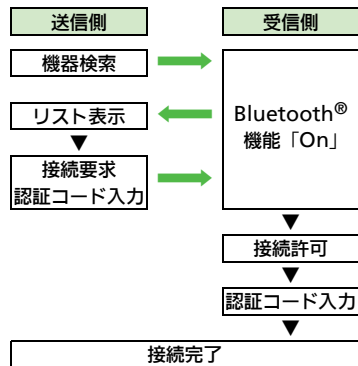 送信側
受信側
機器検索
リスト表示
▼
接続要求
認証コード入力
Bluetooth®
機能「On」
▼
接続許可
▼
認証コード入力
▼
接続完了